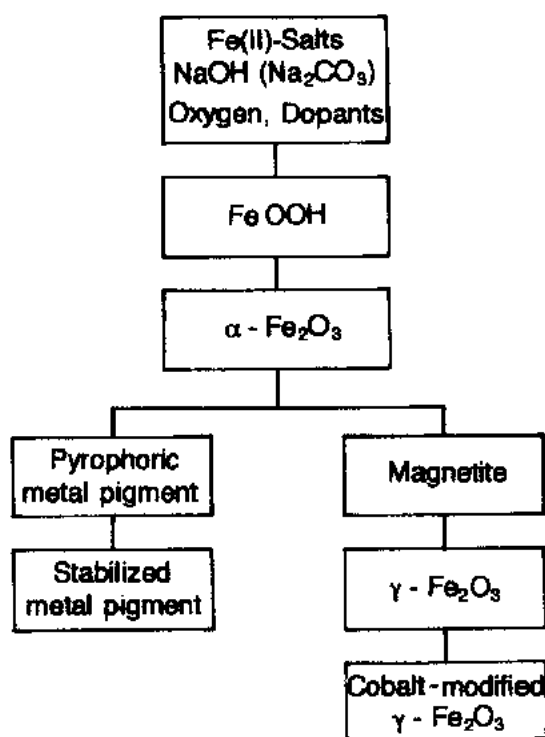 Fe(II)-Salts
NaOH (Na₂CO₃)
Oxygen, Dopants
Fe OOH
α - Fe₂O₃
Pyrophoric
metal pigment
Stabilized
metal pigment
Magnetite
γ - Fe₂O₃
Cobalt-modified
γ - Fe₂O₃